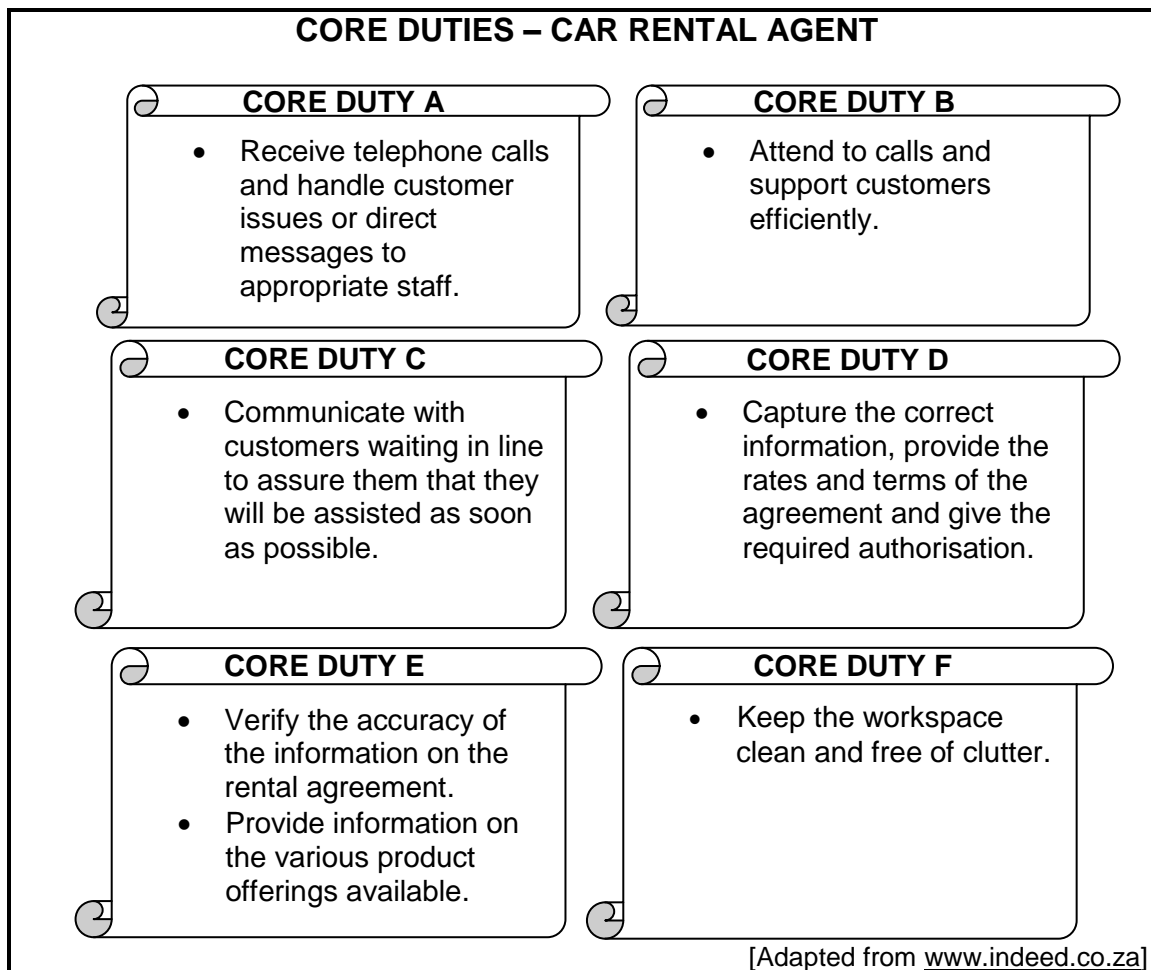 CORE DUTIES – CAR RENTAL AGENT
CORE DUTY A
• Receive telephone calls
and handle customer
issues or direct
messages to
appropriate staff.
CORE DUTY B
• Attend to calls and
support customers
efficiently.
CORE DUTY C
• Communicate with
customers waiting in line
to assure them that they
will be assisted as soon
as possible.
CORE DUTY D
• Capture the correct
information, provide the
rates and terms of the
agreement and give the
required authorisation.
CORE DUTY E
• Verify the accuracy of
the information on the
rental agreement.
• Provide information on
the various product
offerings available.
CORE DUTY F
• Keep the workspace
clean and free of clutter.
[Adapted from www.indeed.co.za]